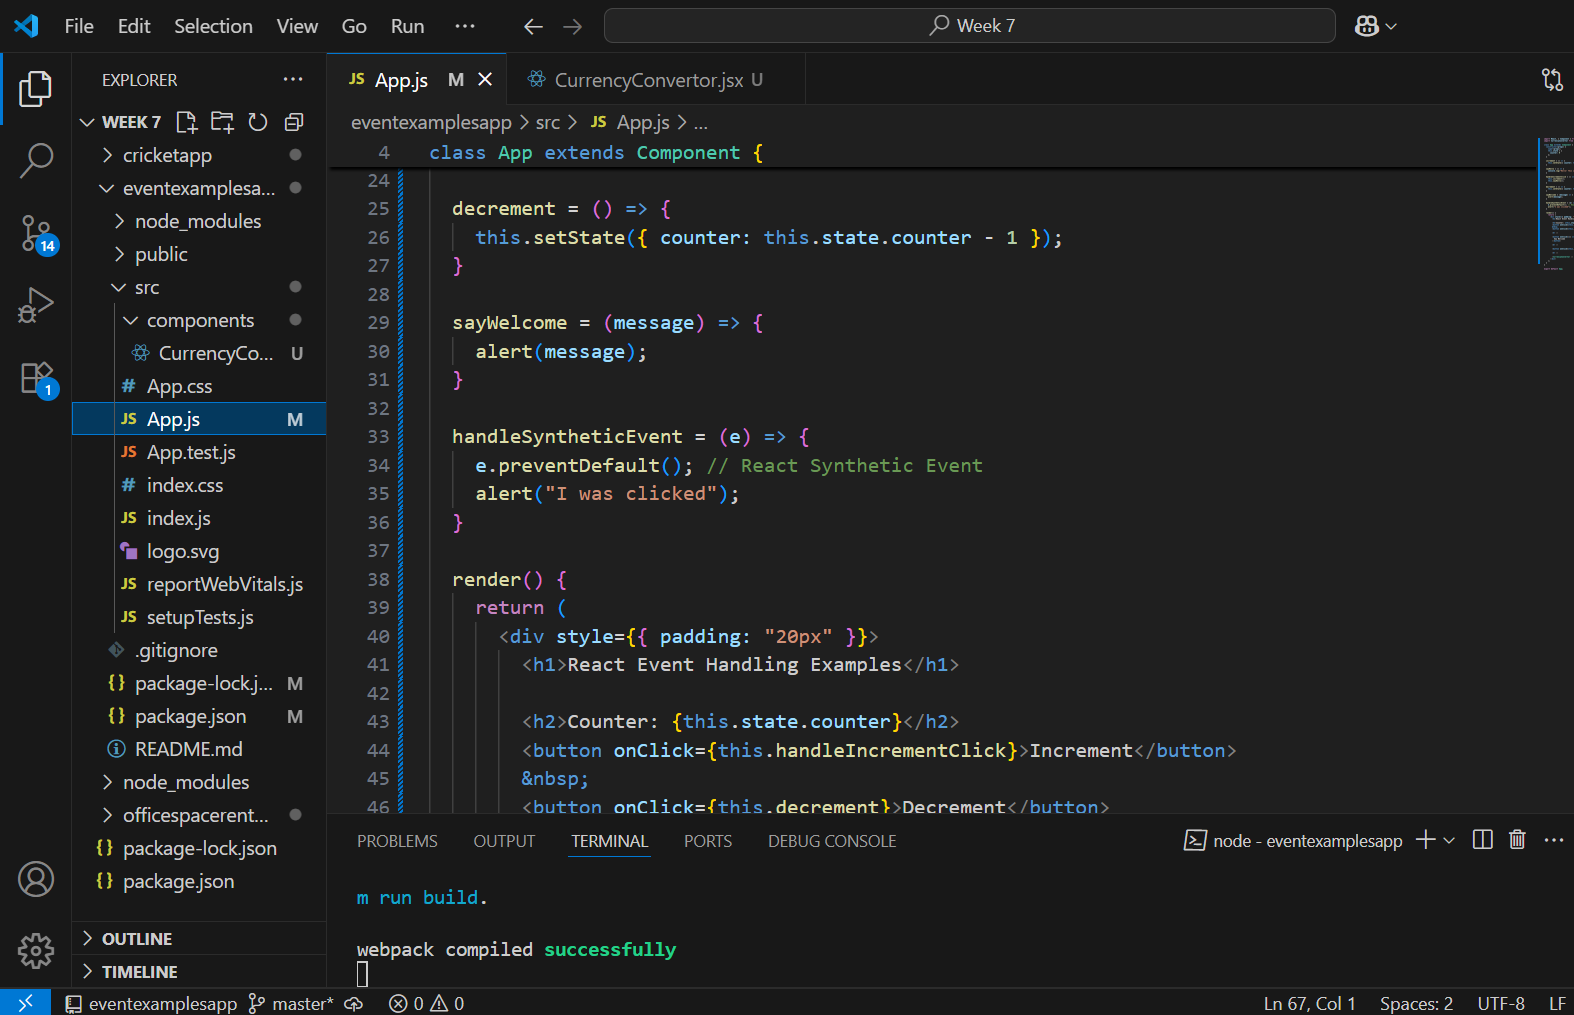 File Edit Selection View Go Run ··· Week 7
EXPLORER ···
WEEK 7
cricketapp
eventexamplesa...
node_modules
public
src
components
CurrencyCo... U
# App.css
JS App.js M
JS App.test.js
# index.css
JS index.js
logo.svg
JS reportWebVitals.js
JS setupTests.js
.gitignore
{} package-lock.j... M
{} package.json M
README.md
node_modules
officespacerent...
{} package-lock.json
{} package.json
OUTLINE
TIMELINE
14
1
JS App.js M CurrencyConvertor.jsx U
eventexamplesapp > src > JS App.js > ...
4 class App extends Component {
24
25 decrement = () => {
26 this.setState({ counter: this.state.counter - 1 });
27 }
28
29 sayWelcome = (message) => {
30 alert(message);
31 }
32
33 handleSyntheticEvent = (e) => {
34 e.preventDefault(); // React Synthetic Event
35 alert("I was clicked");
36 }
37
38 render() {
39 return (
40 <div style={{ padding: "20px" }}>
41 <h1>React Event Handling Examples</h1>
42
43 <h2>Counter: {this.state.counter}</h2>
44 <button onClick={this.handleIncrementClick}>Increment</button>
45 &nbsp;
46 <button onClick={this.decrement}>Decrement</button>
PROBLEMS OUTPUT TERMINAL PORTS DEBUG CONSOLE node - eventexamplesapp ···
m run build.
webpack compiled successfully
eventexamplesapp master* 0 0 Ln 67, Col 1 Spaces: 2 UTF-8 LF